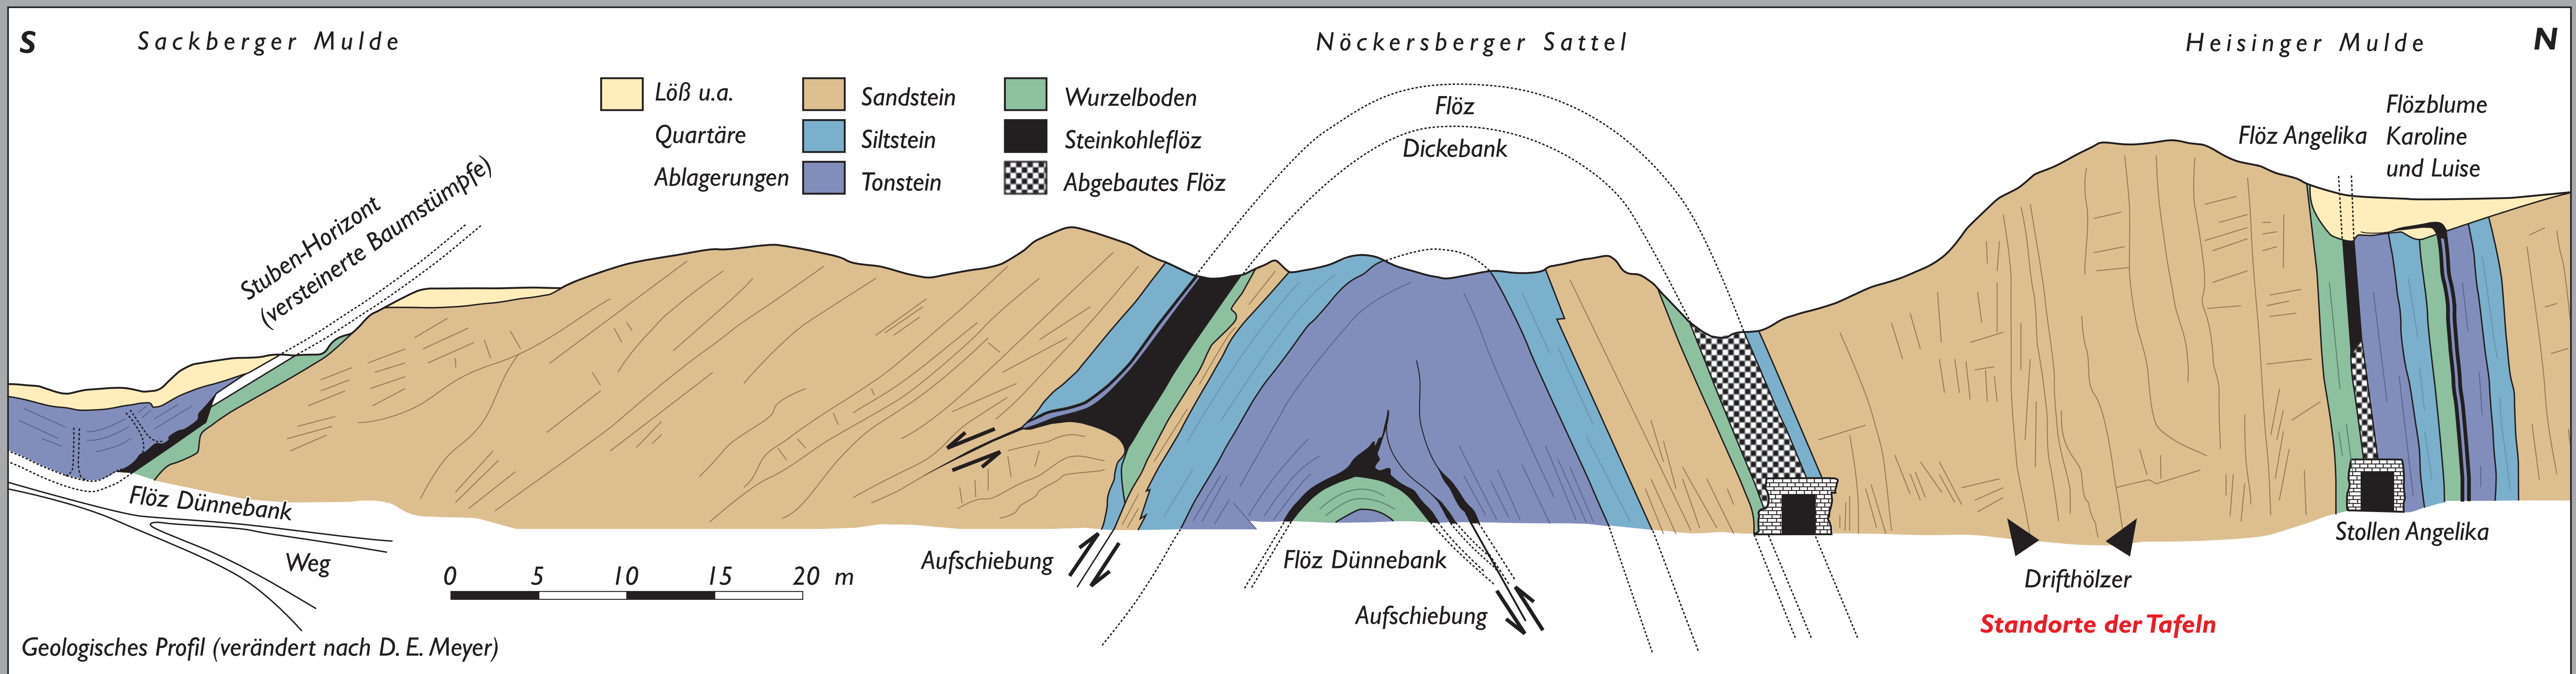 S
Sackberger Mulde
Nöckersberger Sattel
Heisinger Mulde
N
Löß u.a.
Quartäre
Ablagerungen
Sandstein
Siltstein
Tonstein
Wurzelboden
Steinkohleflöz
Abgebautes Flöz
Flöz
Dickebank
Flöz Angelika
Flözblume
Karoline
und Luise
Stuben-Horizont
(versteinerte Baumstümpfe)
Flöz Dünnebank
Weg
0 5 10 15 20 m
Aufschiebung
Flöz Dünnebank
Aufschiebung
Drifthölzer
Standorte der Tafeln
Stollen Angelika
Geologisches Profil (verändert nach D. E. Meyer)